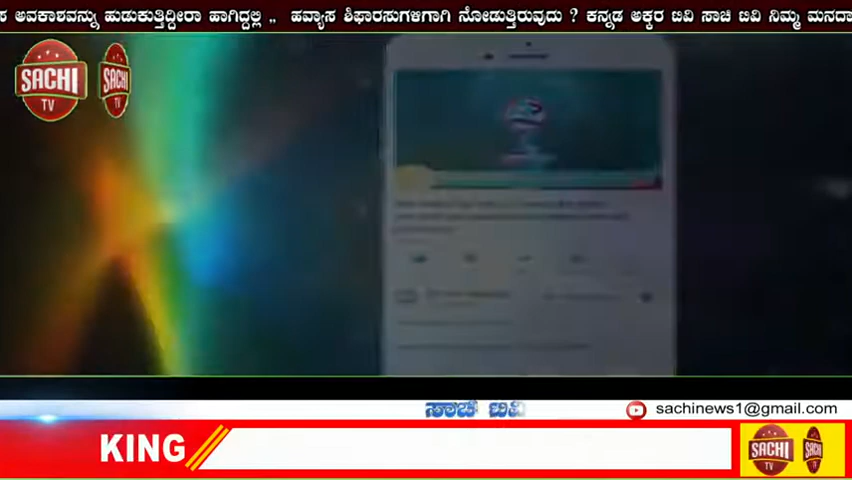 ಸ ಅವಕಾಶವನ್ನು ಹುಡುಕುತ್ತಿದ್ದೀರಾ ಹಾಗಿದ್ದಲ್ಲಿ ,, ಹವ್ಯಾಸ ಶಿಫಾರಸುಗಳಿಗಾಗಿ ನೋಡುತ್ತಿರುವುದು ? ಕನ್ನಡ ಅಕ್ಕರ ಟಿವಿ ಸಾಚಿ ಟಿವಿ ನಿಮ್ಮ ಮನದಾ
SACHI TV
SACHI TV
ಸಾಚಿ ಟಿವಿ
sachinews1@gmail.com
KING
SACHI TV
SACHI TV